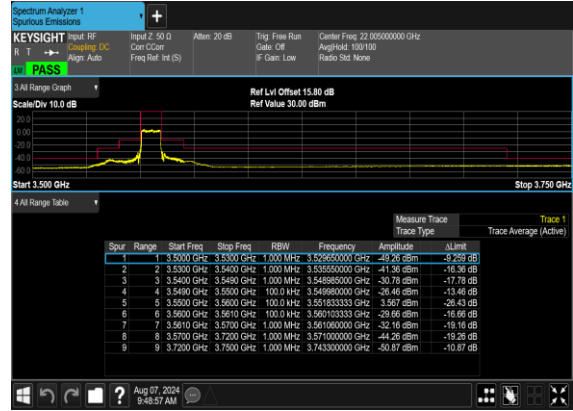 Spectrum Analyzer 1
Spurious Emissions
KEYSIGHT Input: RF Input Z: 50 Ω Atten: 20 dB Trig: Free Run Center Freq: 22.005000000 GHz
R T Coupling: DC Corr CCorr Gate: Off Avg|Hold: 100/100
Align: Auto Freq Ref: Int (S) IF Gain: Low Radio Std: None
PASS
3 All Range Graph
Ref Lvl Offset 15.80 dB
Scale/Div 10.0 dB Ref Value 30.00 dBm
20.0
0.00
-20.0
-40.0
-60.0
Start 3.500 GHz Stop 3.750 GHz
4 All Range Table
Measure Trace Trace 1
Trace Type Trace Average (Active)
Spur Range Start Freq Stop Freq RBW Frequency Amplitude ΔLimit
1 1 3.5000 GHz 3.5300 GHz 1.000 MHz 3.529650000 GHz -49.26 dBm -9.259 dB
2 2 3.5300 GHz 3.5400 GHz 1.000 MHz 3.535550000 GHz -41.36 dBm -16.36 dB
3 3 3.5400 GHz 3.5490 GHz 1.000 MHz 3.548985000 GHz -30.78 dBm -17.78 dB
4 4 3.5490 GHz 3.5500 GHz 100.0 kHz 3.549980000 GHz -26.46 dBm -13.46 dB
5 5 3.5500 GHz 3.5600 GHz 100.0 kHz 3.551833333 GHz 3.567 dBm -26.43 dB
6 6 3.5600 GHz 3.5610 GHz 100.0 kHz 3.560103333 GHz -29.66 dBm -16.66 dB
7 7 3.5610 GHz 3.5700 GHz 1.000 MHz 3.561060000 GHz -32.16 dBm -19.16 dB
8 8 3.5700 GHz 3.7200 GHz 1.000 MHz 3.571000000 GHz -44.26 dBm -19.26 dB
9 9 3.7200 GHz 3.7500 GHz 1.000 MHz 3.743300000 GHz -50.87 dBm -10.87 dB
Aug 07, 2024
9:48:57 AM